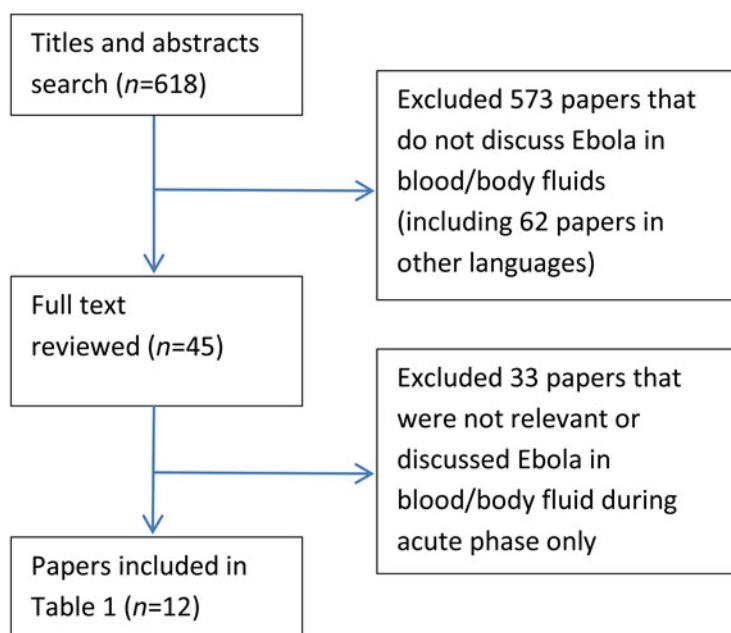 Titles and abstracts
search (n=618)
Excluded 573 papers that
do not discuss Ebola in
blood/body fluids
(including 62 papers in
other languages)
Full text
reviewed (n=45)
Excluded 33 papers that
were not relevant or
discussed Ebola in
blood/body fluid during
acute phase only
Papers included in
Table 1 (n=12)